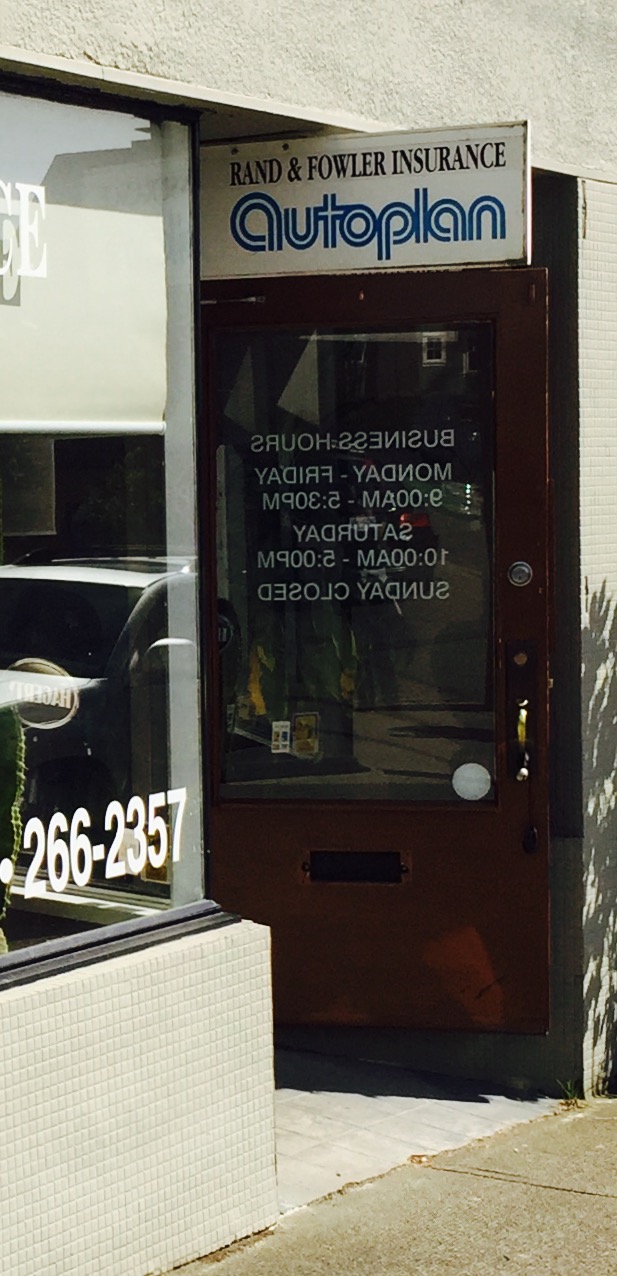 RAND & FOWLER INSURANCE
autoplan
BUSINESS HOURS
MONDAY - FRIDAY
9:00AM - 5:30PM
SATURDAY
10:00AM - 5:00PM
SUNDAY CLOSED
CE
266-2357